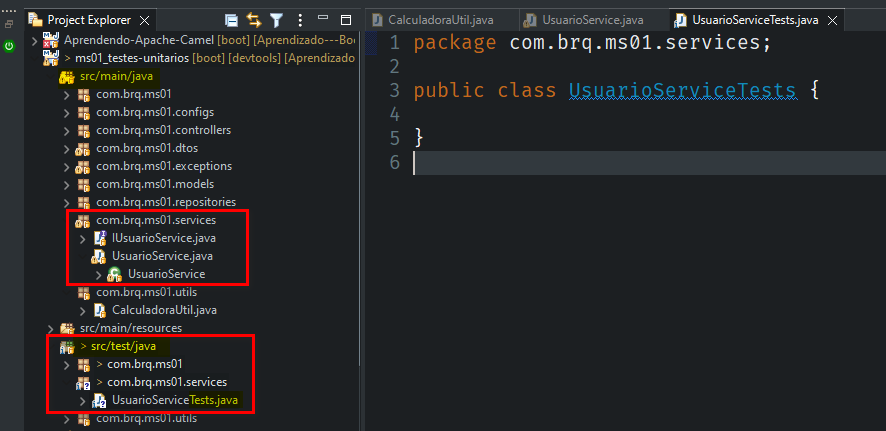 Project Explorer
Aprendendo-Apache-Camel [boot] [Aprendizado---Bo
> ms01_testes-unitarios [boot] [devtools] [Aprendizado
src/main/java
com.brq.ms01
com.brq.ms01.configs
com.brq.ms01.controllers
com.brq.ms01.dtos
com.brq.ms01.exceptions
com.brq.ms01.models
com.brq.ms01.repositories
com.brq.ms01.services
IUsuarioService.java
UsuarioService.java
UsuarioService
com.brq.ms01.utils
CalculadoraUtil.java
src/main/resources
> src/test/java
> com.brq.ms01
> com.brq.ms01.services
UsuarioServiceTests.java
com.brq.ms01.utils
CalculadoraUtil.java
UsuarioService.java
UsuarioServiceTests.java
1 package com.brq.ms01.services;
2
3 public class UsuarioServiceTests {
4
5 }
6